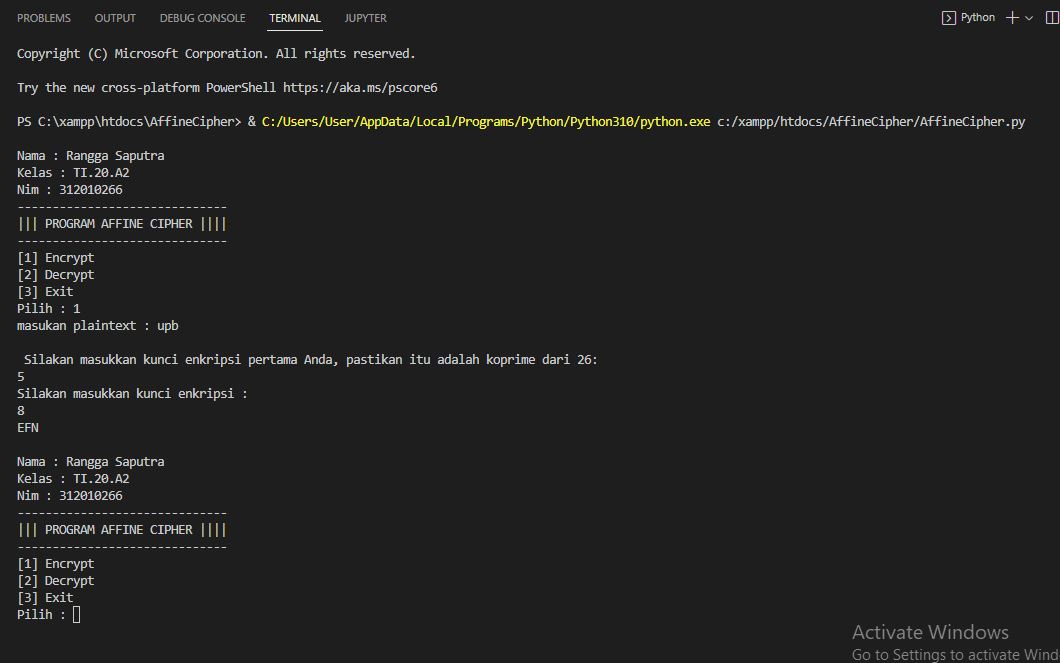 PROBLEMS OUTPUT DEBUG CONSOLE TERMINAL JUPYTER Python
Copyright (C) Microsoft Corporation. All rights reserved.
Try the new cross-platform PowerShell https://aka.ms/pscore6
PS C:\xampp\htdocs\AffineCipher> & C:/Users/User/AppData/Local/Programs/Python/Python310/python.exe c:/xampp/htdocs/AffineCipher/AffineCipher.py
Nama : Rangga Saputra
Kelas : TI.20.A2
Nim : 312010266
------------------------------
||| PROGRAM AFFINE CIPHER ||||
------------------------------
[1] Encrypt
[2] Decrypt
[3] Exit
Pilih : 1
masukan plaintext : upb
Silakan masukkan kunci enkripsi pertama Anda, pastikan itu adalah koprime dari 26:
5
Silakan masukkan kunci enkripsi :
8
EFN
Nama : Rangga Saputra
Kelas : TI.20.A2
Nim : 312010266
------------------------------
||| PROGRAM AFFINE CIPHER ||||
------------------------------
[1] Encrypt
[2] Decrypt
[3] Exit
Pilih :
Activate Windows
Go to Settings to activate Wind